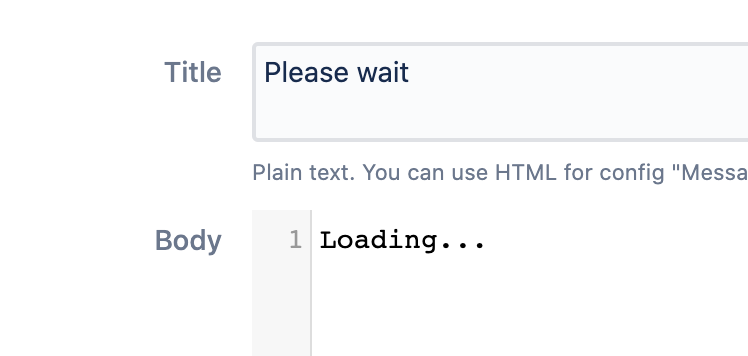 Title
Please wait
Plain text. You can use HTML for config "Messa
Body
1 Loading...